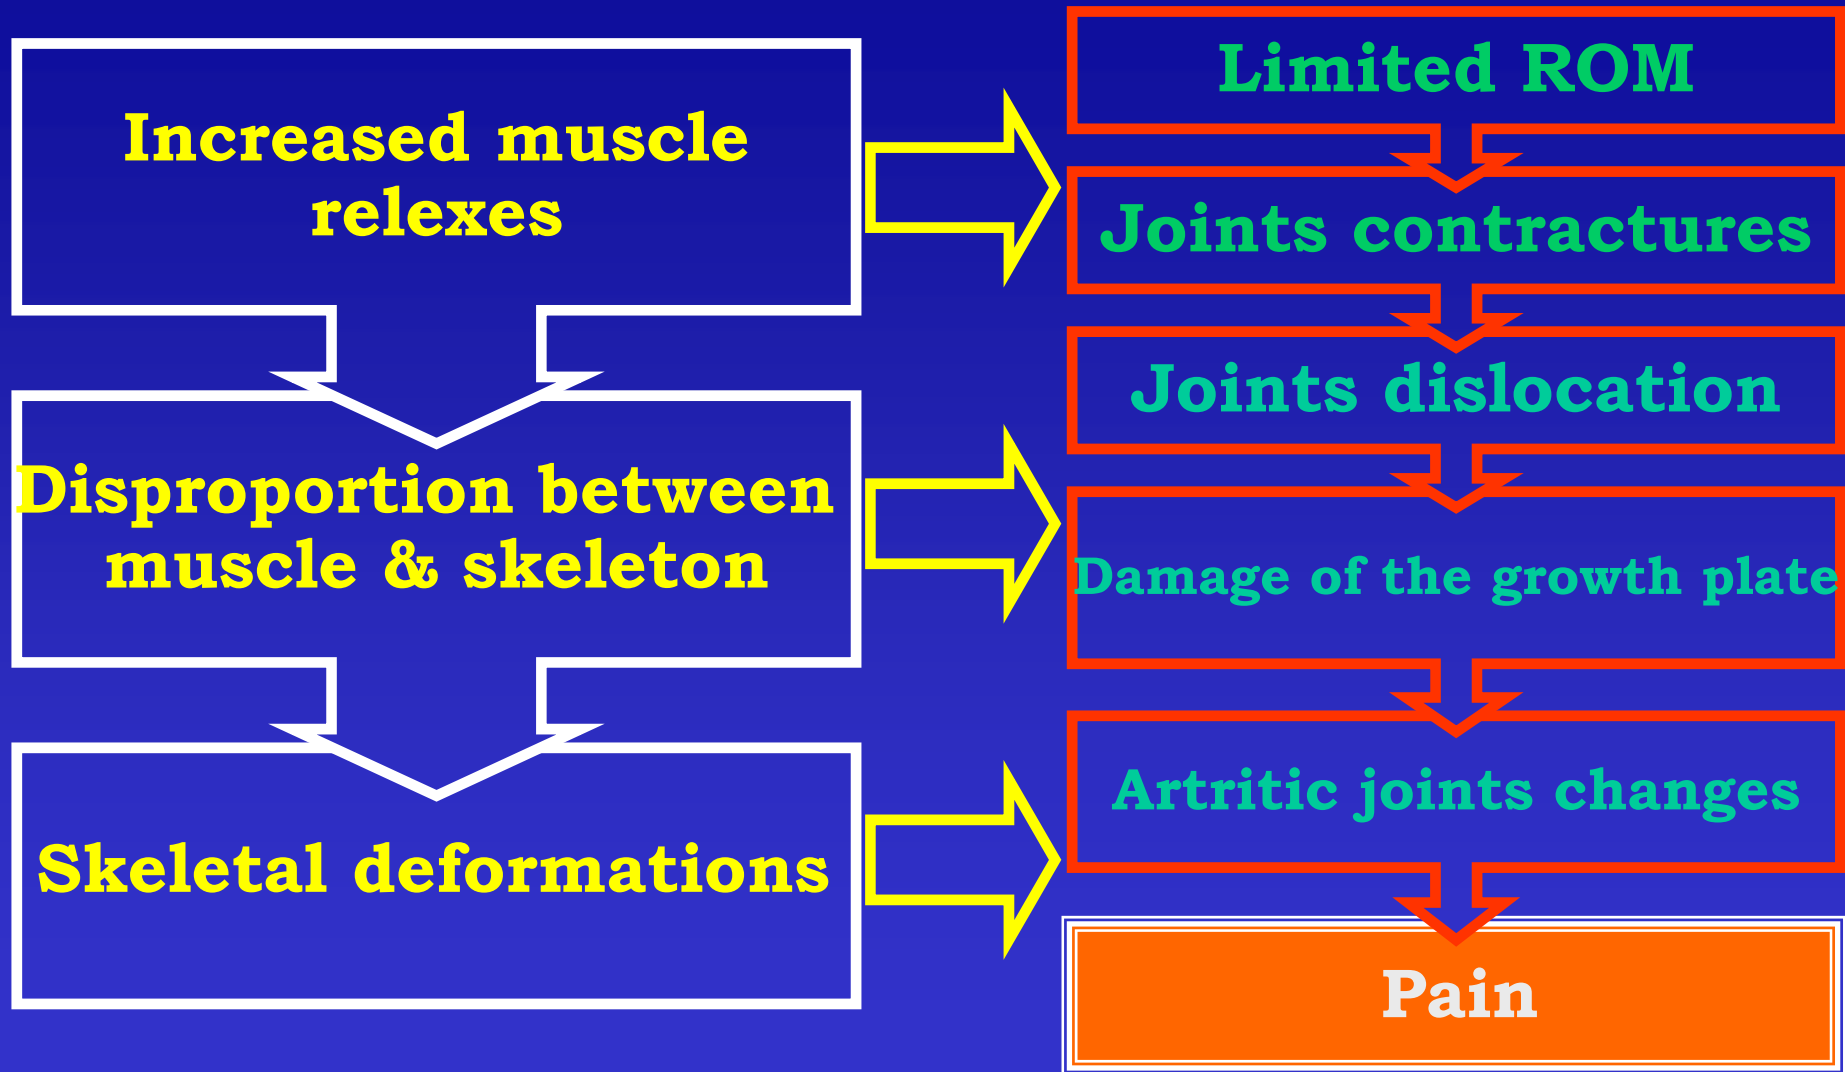 Increased muscle
relexes
Disproportion between
muscle & skeleton
Skeletal deformations
Limited ROM
Joints contractures
Joints dislocation
Damage of the growth plate
Artritic joints changes
Pain